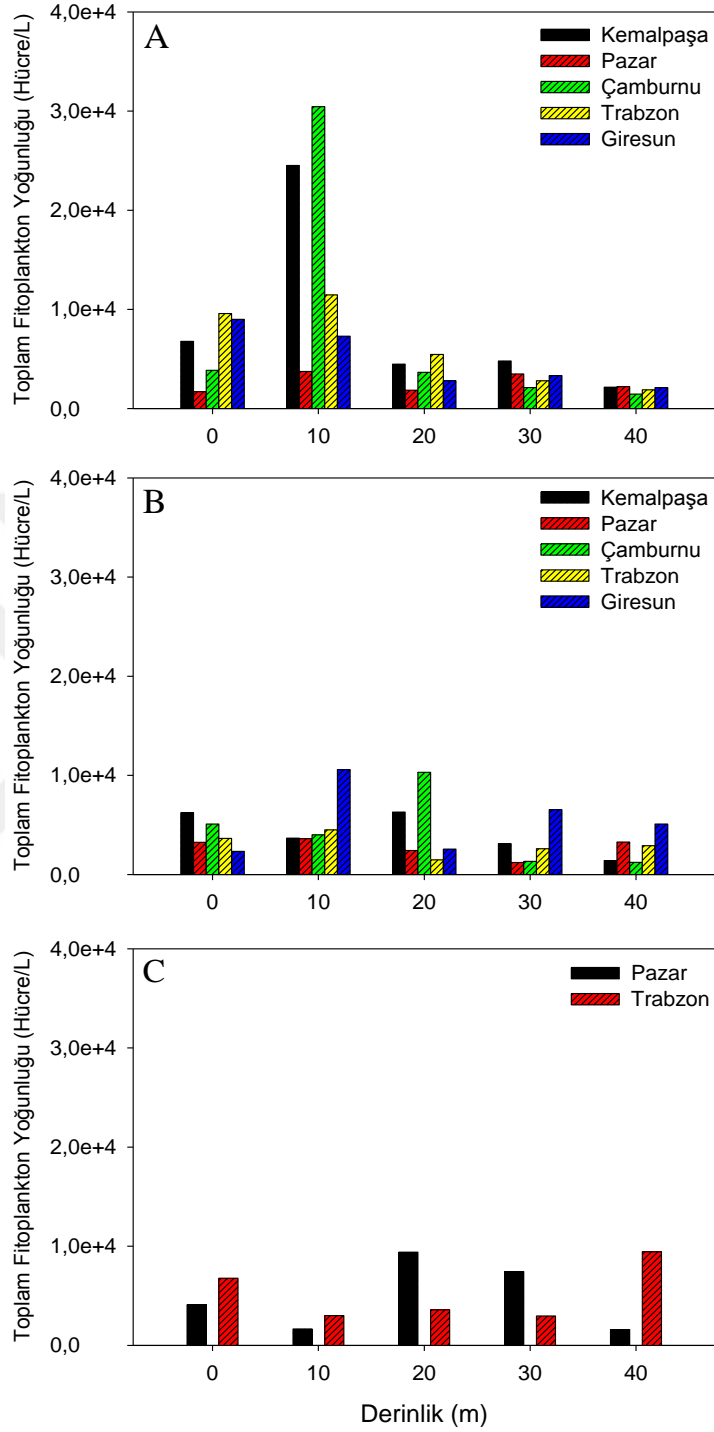 A
Kemalpaşa
Pazar
Çamburnu
Trabzon
Giresun
Toplam Fitoplankton Yoğunluğu (Hücre/L)
4,0e+4
3,0e+4
2,0e+4
1,0e+4
0,0
0 10 20 30 40
B
Kemalpaşa
Pazar
Çamburnu
Trabzon
Giresun
Toplam Fitoplankton Yoğunluğu (Hücre/L)
4,0e+4
3,0e+4
2,0e+4
1,0e+4
0,0
0 10 20 30 40
C
Pazar
Trabzon
Toplam Fitoplankton Yoğunluğu (Hücre/L)
4,0e+4
3,0e+4
2,0e+4
1,0e+4
0,0
0 10 20 30 40
Derinlik (m)